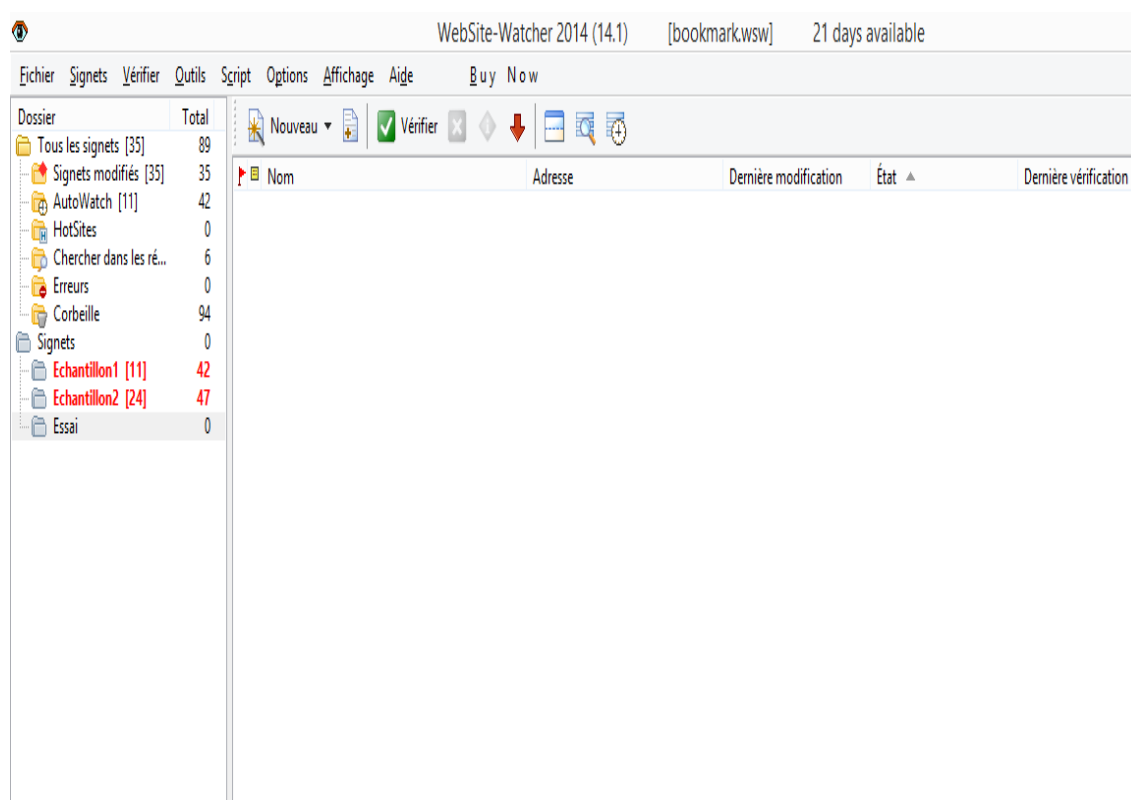 WebSite-Watcher 2014 (14.1) [bookmark.wsw] 21 days available
Fichier Signets Vérifier Outils Script Options Affichage Aide Buy Now
Dossier Total
Tous les signets [35] 89
Signets modifiés [35] 35
AutoWatch [11] 42
HotSites 0
Chercher dans les ré... 6
Erreurs 0
Corbeille 94
Signets 0
Echantillon1 [11] 42
Echantillon2 [24] 47
Essai 0
Nouveau Vérifier
Nom Adresse Dernière modification État Dernière vérification